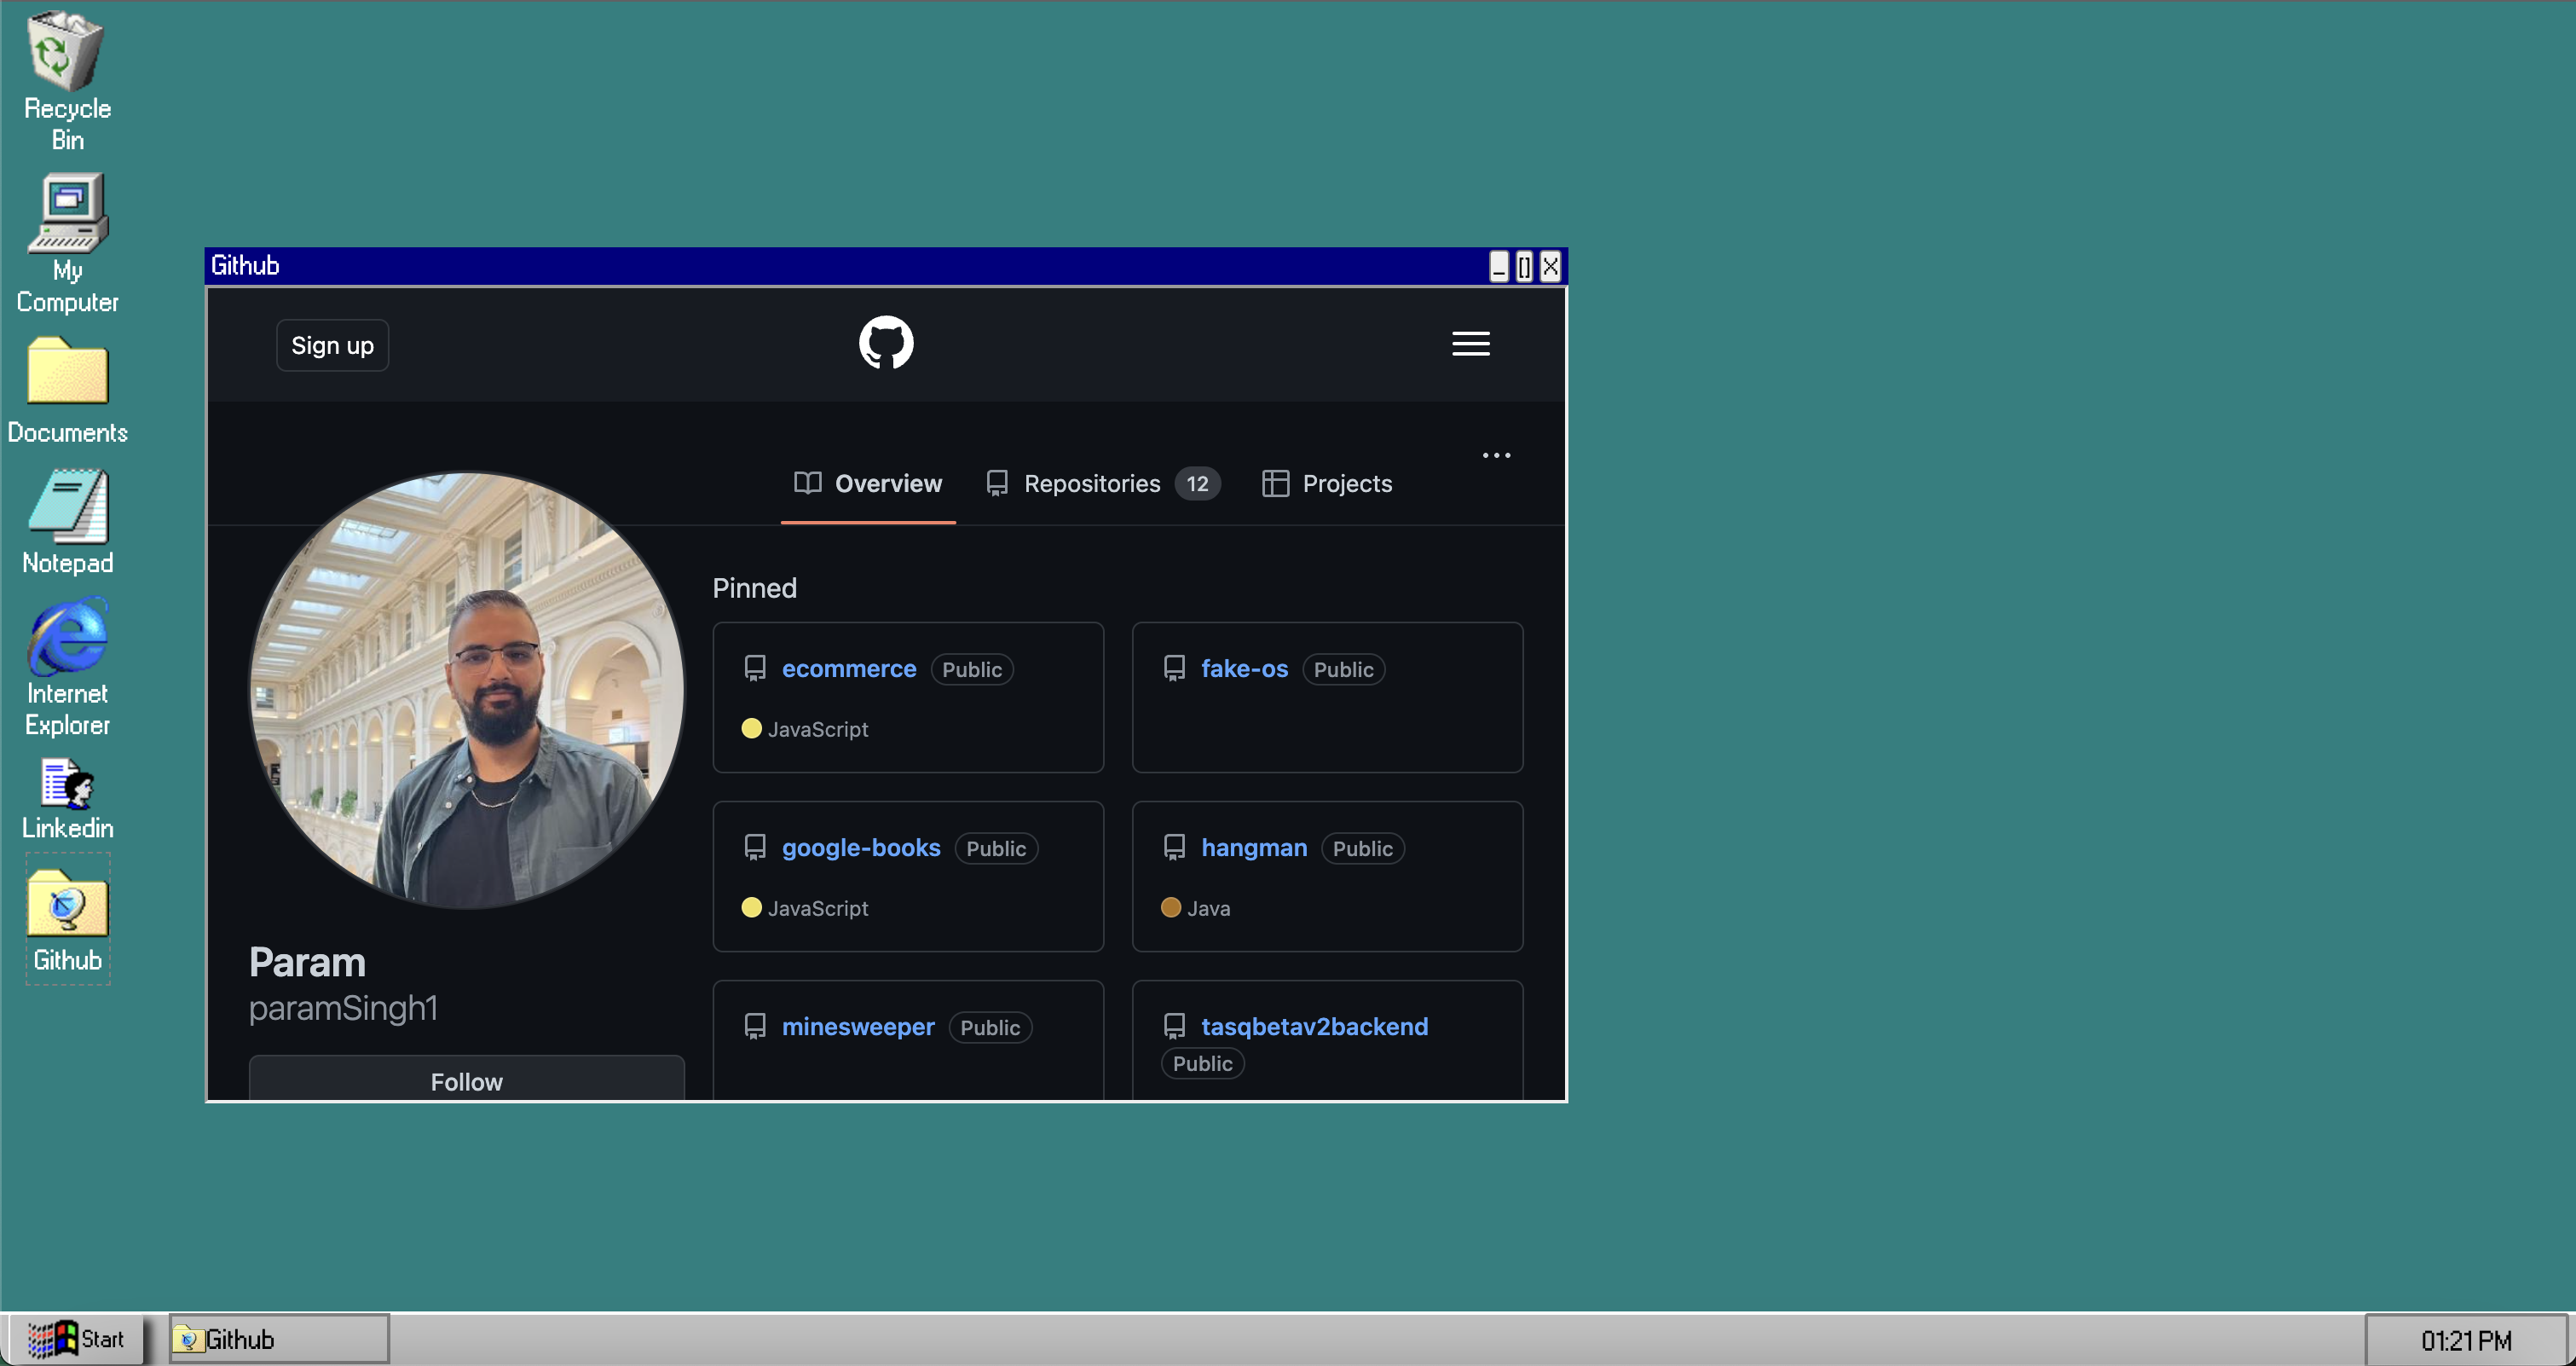 Recycle
Bin
My
Computer
Documents
Notepad
Internet
Explorer
Linkedin
Github
Github
_ [] X
Sign up
Overview
Repositories 12
Projects
Pinned
ecommerce Public
JavaScript
fake-os Public
google-books Public
JavaScript
hangman Public
Java
minesweeper Public
tasqbetav2backend
Public
Param
paramSingh1
Follow
Start
Github
01:21 PM